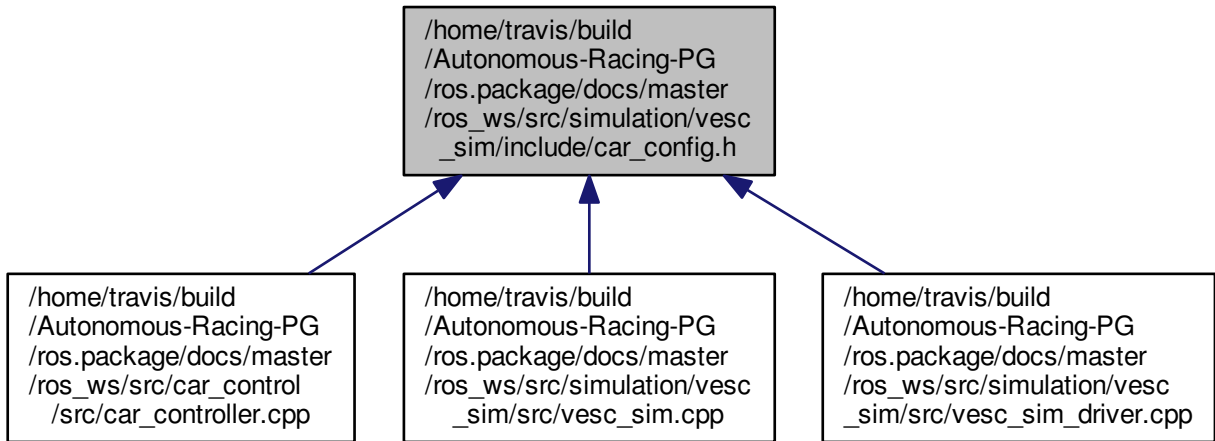 /home/travis/build
/Autonomous-Racing-PG
/ros.package/docs/master
/ros_ws/src/simulation/vesc
_sim/include/car_config.h
/home/travis/build
/Autonomous-Racing-PG
/ros.package/docs/master
/ros_ws/src/car_control
/src/car_controller.cpp
/home/travis/build
/Autonomous-Racing-PG
/ros.package/docs/master
/ros_ws/src/simulation/vesc
_sim/src/vesc_sim.cpp
/home/travis/build
/Autonomous-Racing-PG
/ros.package/docs/master
/ros_ws/src/simulation/vesc
_sim/src/vesc_sim_driver.cpp